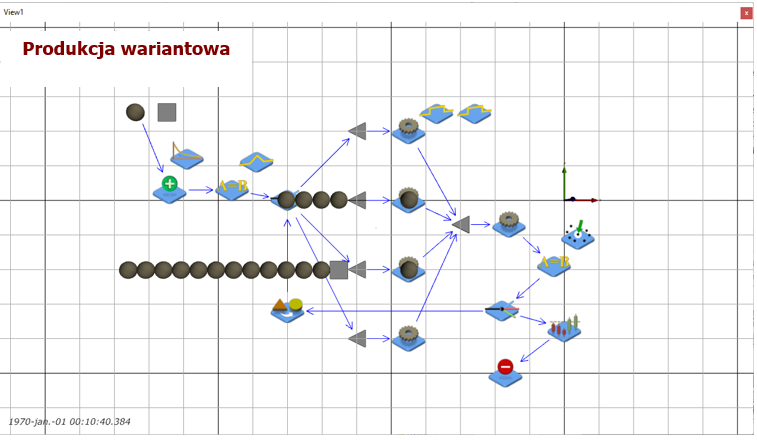 View1
x
Produkcja wariantowa
A=B
A=B
1970-jan.-01 00:10:40.384